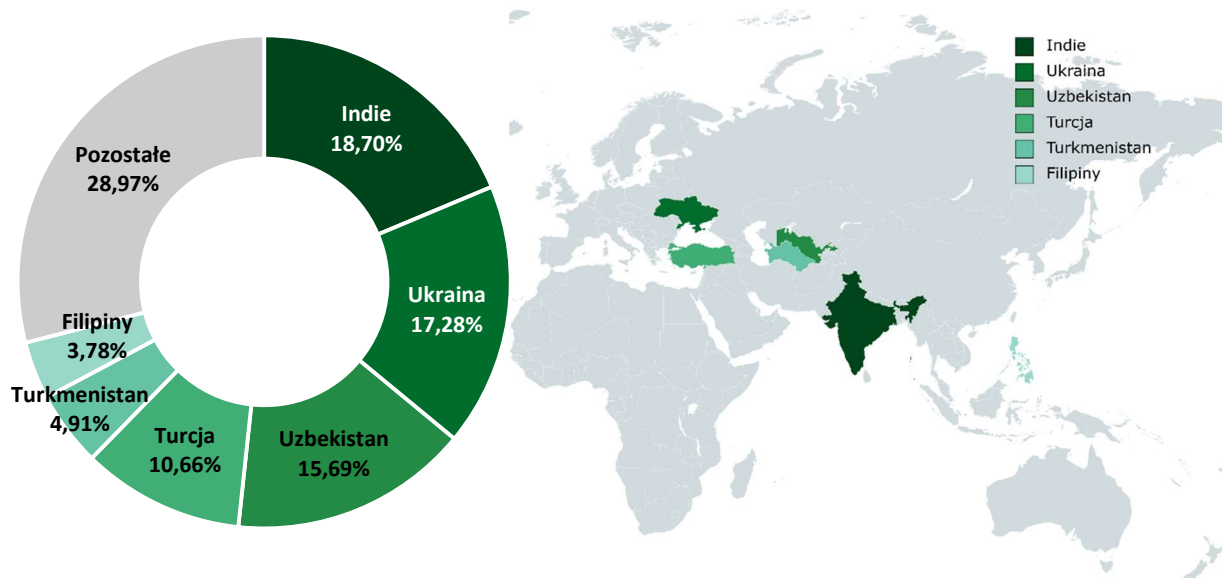 Indie
18,70%
Ukraina
17,28%
Uzbekistan
15,69%
Turcja
10,66%
Turkmenistan
4,91%
Filipiny
3,78%
Pozostałe
28,97%
Indie
Ukraina
Uzbekistan
Turcja
Turkmenistan
Filipiny